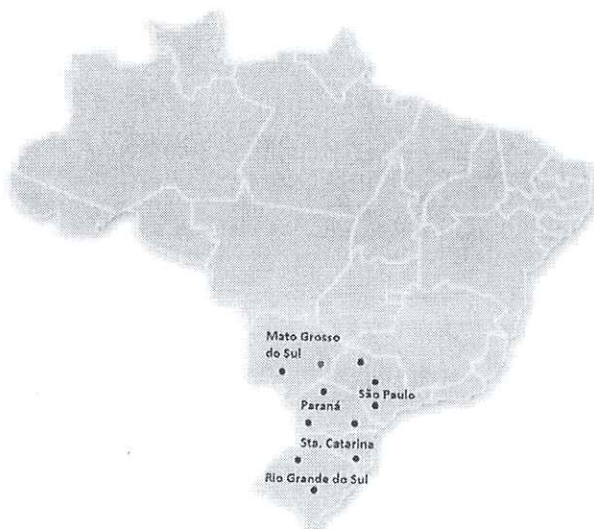 Mato Grosso
do Sul
São Paulo
Paraná
Sta. Catarina
Rio Grande do Sul